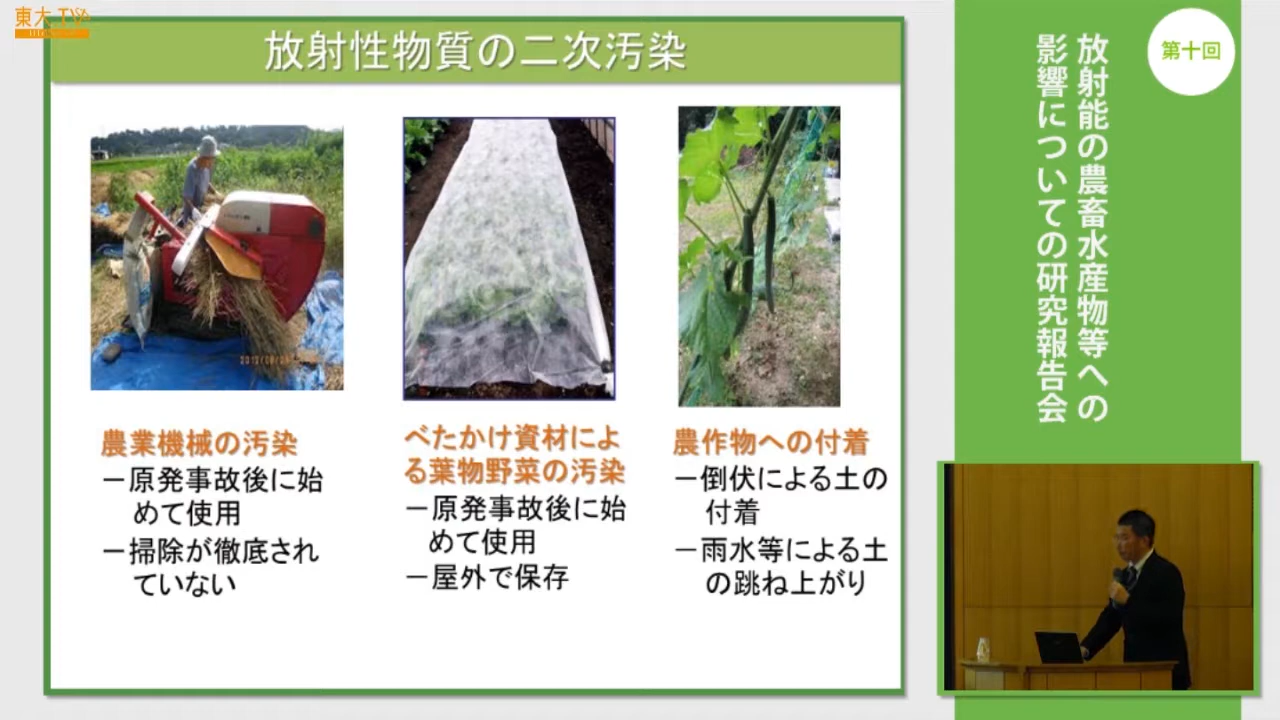 東大TV
放射性物質の二次汚染
農業機械の汚染
－原発事故後に始
めて使用
－掃除が徹底され
ていない
べたかけ資材によ
る葉物野菜の汚染
－原発事故後に始
めて使用
－屋外で保存
農作物への付着
－倒伏による土の
付着
－雨水等による土
の跳ね上がり
第十回
放射能の農畜水産物等への
影響についての研究報告会